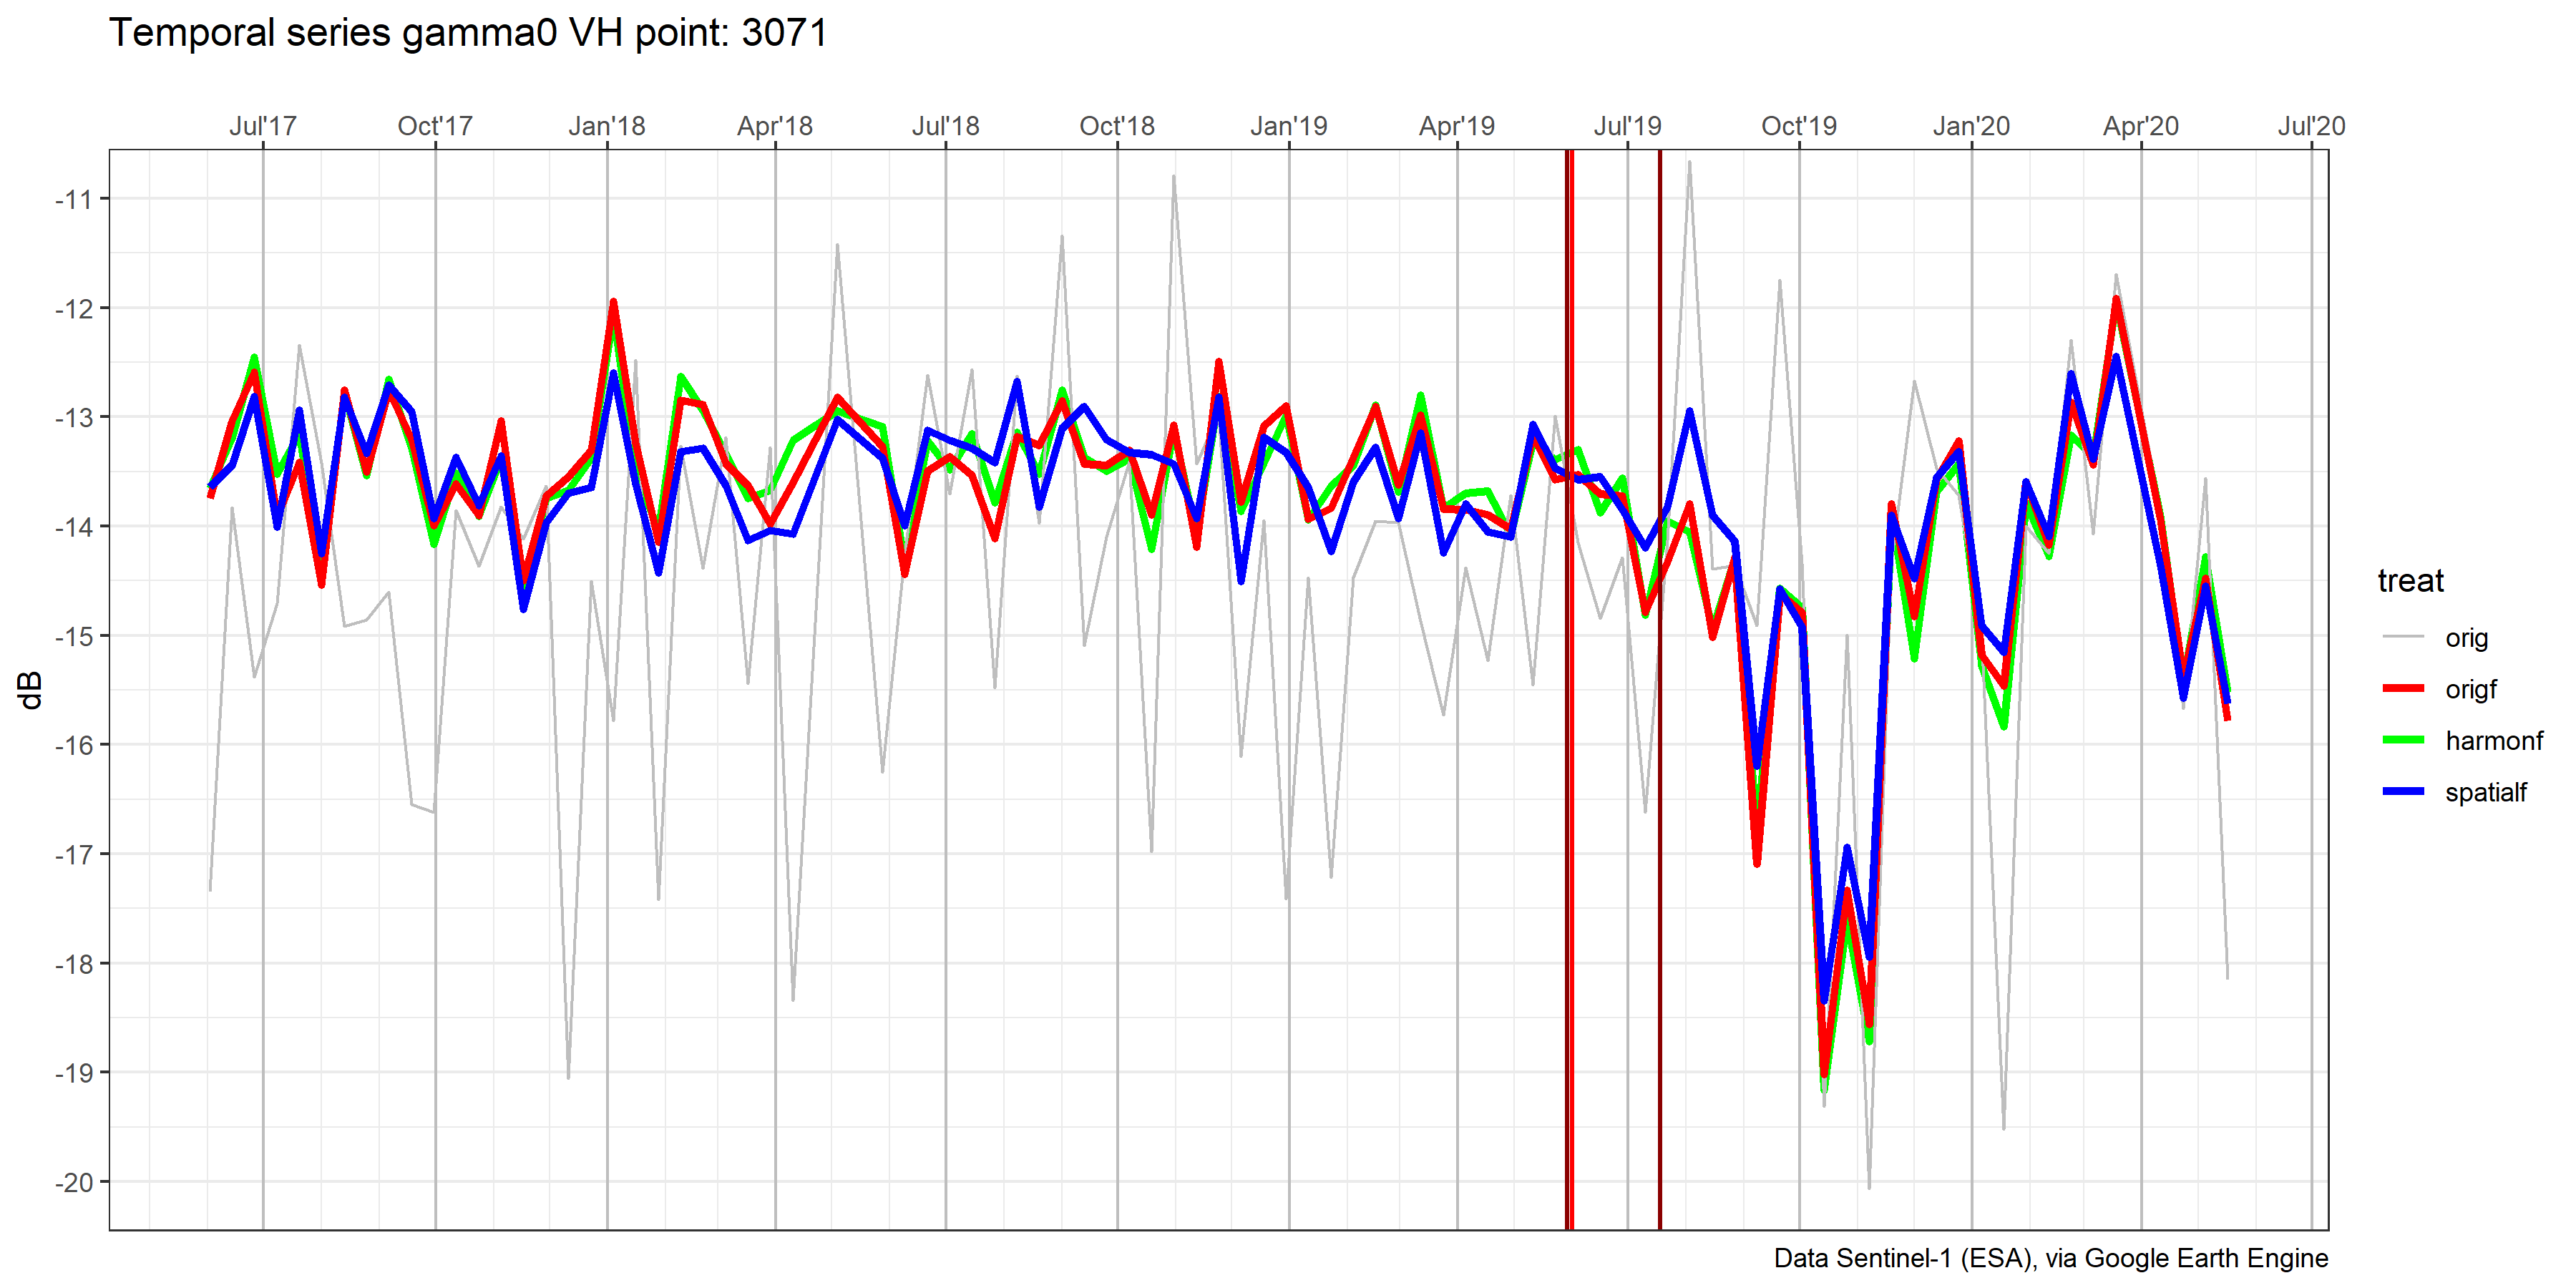 Temporal series gamma0 VH point: 3071
Jul'17 Oct'17 Jan'18 Apr'18 Jul'18 Oct'18 Jan'19 Apr'19 Jul'19 Oct'19 Jan'20 Apr'20 Jul'20
-11
-12
-13
-14
-15
-16
-17
-18
-19
-20
dB
treat
orig
origf
harmonf
spatialf
Data Sentinel-1 (ESA), via Google Earth Engine